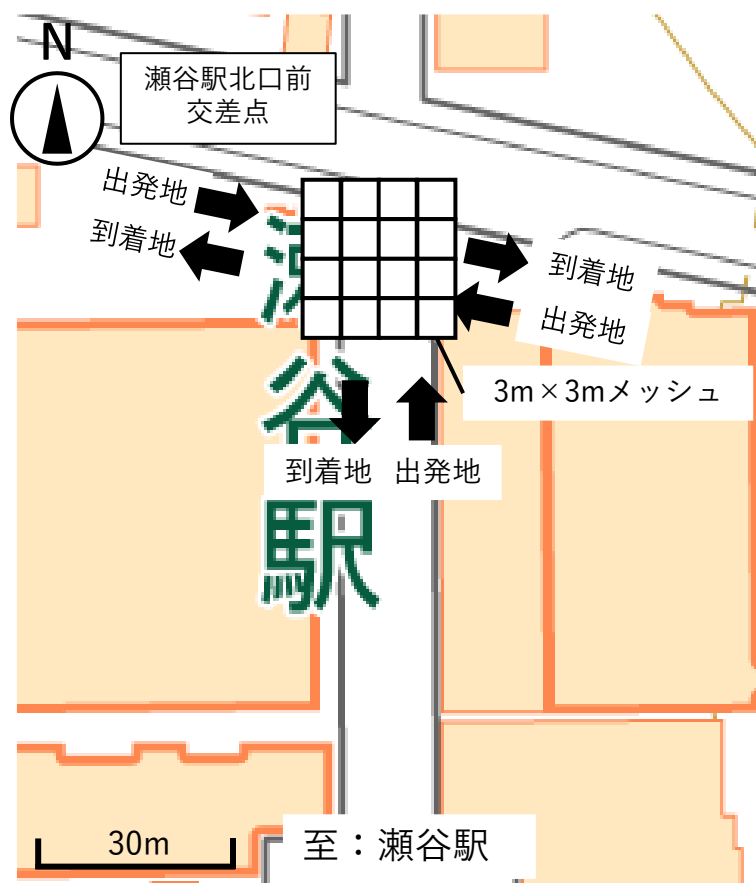 N
瀬谷駅北口前
交差点
出発地
到着地
到着地
出発地
3m×3mメッシュ
到着地 出発地
瀬谷駅
30m
至：瀬谷駅